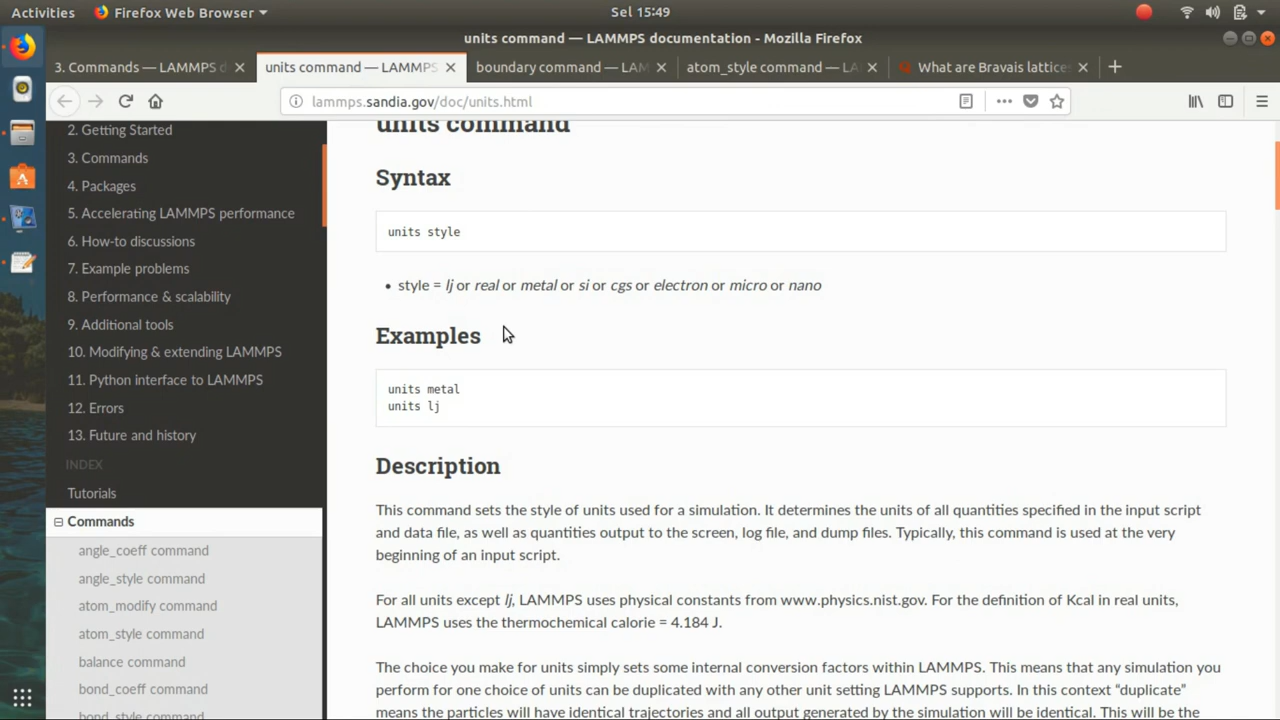 Activities
Firefox Web Browser
Sel 15:49
units command — LAMMPS documentation - Mozilla Firefox
3. Commands — LAMMPS d
units command — LAMMPS
boundary command — LAM
atom_style command — LA
What are Bravais lattices
lammps.sandia.gov/doc/units.html
2. Getting Started
3. Commands
4. Packages
5. Accelerating LAMMPS performance
6. How-to discussions
7. Example problems
8. Performance & scalability
9. Additional tools
10. Modifying & extending LAMMPS
11. Python interface to LAMMPS
12. Errors
13. Future and history
INDEX
Tutorials
Commands
angle_coeff command
angle_style command
atom_modify command
atom_style command
balance command
bond_coeff command
bond_style command
units command
Syntax
units style
• style = lj or real or metal or si or cgs or electron or micro or nano
Examples
units metal
units lj
Description
This command sets the style of units used for a simulation. It determines the units of all quantities specified in the input script
and data file, as well as quantities output to the screen, log file, and dump files. Typically, this command is used at the very
beginning of an input script.
For all units except lj, LAMMPS uses physical constants from www.physics.nist.gov. For the definition of Kcal in real units,
LAMMPS uses the thermochemical calorie = 4.184 J.
The choice you make for units simply sets some internal conversion factors within LAMMPS. This means that any simulation you
perform for one choice of units can be duplicated with any other unit setting LAMMPS supports. In this context “duplicate”
means the particles will have identical trajectories and all output generated by the simulation will be identical. This will be the